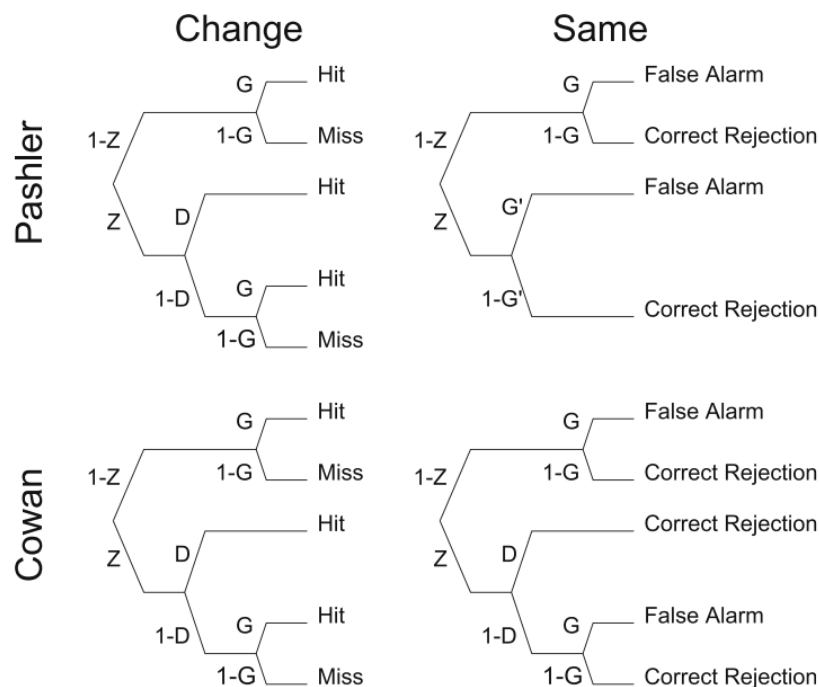 Change
Same
Pashler
1-Z
Z
G
Hit
1-G
Miss
D
Hit
1-D
G
Hit
1-G
Miss
1-Z
Z
G
False Alarm
1-G
Correct Rejection
G'
False Alarm
1-G'
Correct Rejection
Cowan
1-Z
Z
G
Hit
1-G
Miss
D
Hit
1-D
G
Hit
1-G
Miss
1-Z
Z
G
False Alarm
1-G
Correct Rejection
D
Correct Rejection
1-D
G
False Alarm
1-G
Correct Rejection